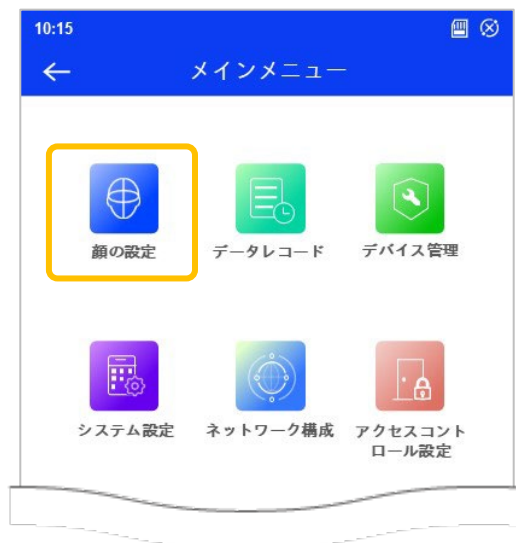 10:15
メインメニュー
顔の設定
データレコード
デバイス管理
システム設定
ネットワーク構成
アクセスコント
ロール設定